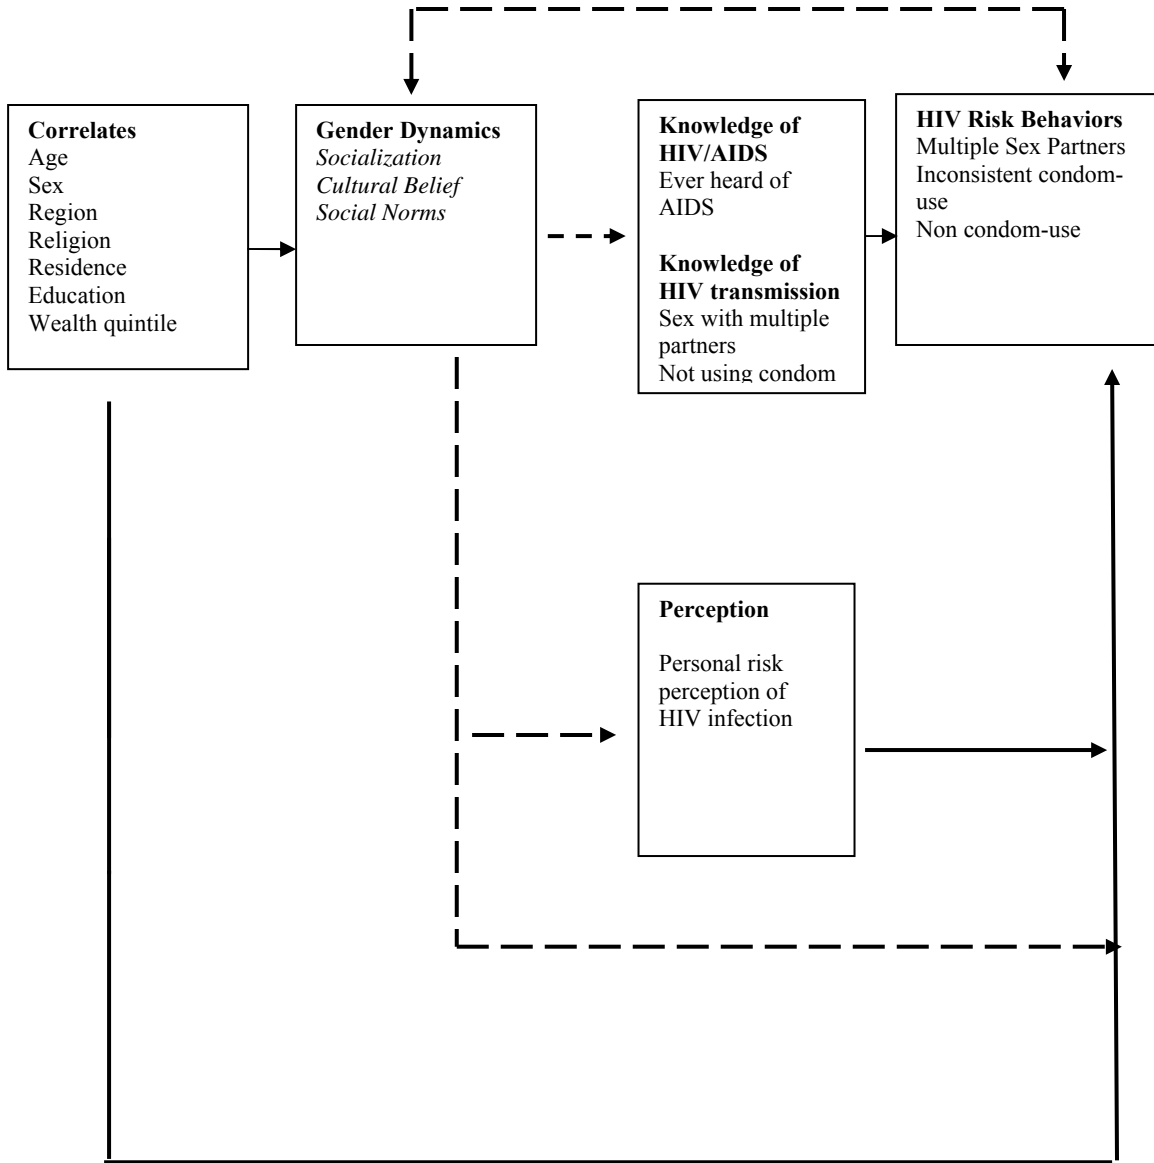 Correlates
Age
Sex
Region
Religion
Residence
Education
Wealth quintile
Gender Dynamics
Socialization
Cultural Belief
Social Norms
Knowledge of
HIV/AIDS
Ever heard of
AIDS
Knowledge of
HIV transmission
Sex with multiple
partners
Not using condom
HIV Risk Behaviors
Multiple Sex Partners
Inconsistent condom-
use
Non condom-use
Perception
Personal risk
perception of
HIV infection